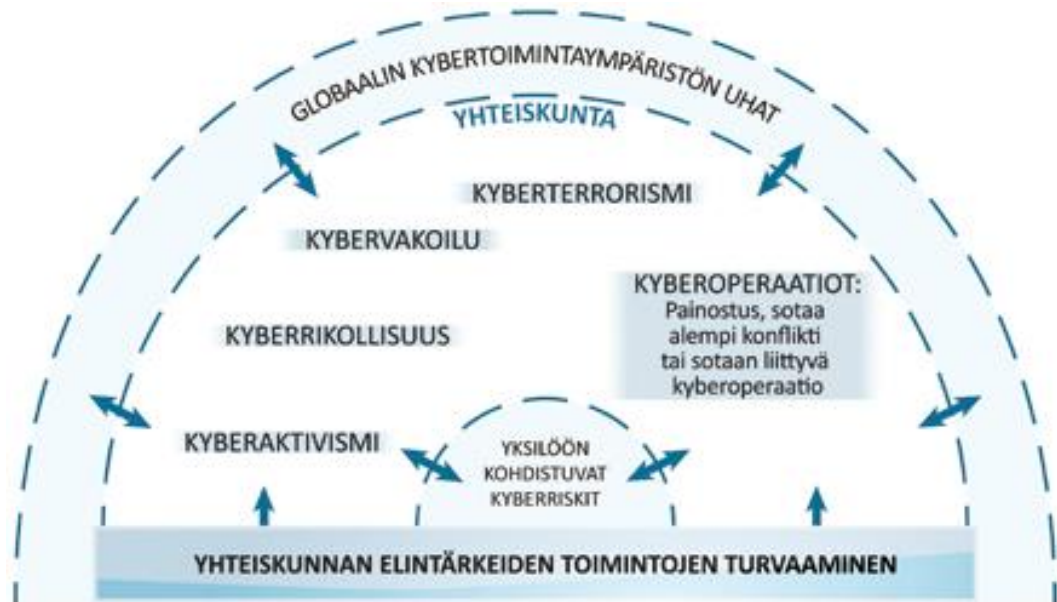 GLOBAALIN KYBERTOIMINTAYMPÄRISTÖN UHAT
YHTEISKUNTA
KYBERTERRORISMI
KYBERVAKOILU
KYBEROPERAATIOT:
Painostus, sotaa
alempi konflikti
tai sotaan liittyvä
kyberoperaatio
KYBERRIKOLLISUUS
KYBERAKTIVISMI
YKSILÖÖN
KOHDISTUVAT
KYBERRISKIT
YHTEISKUNNAN ELINTÄRKEIDEN TOIMINTOJEN TURVAAMINEN